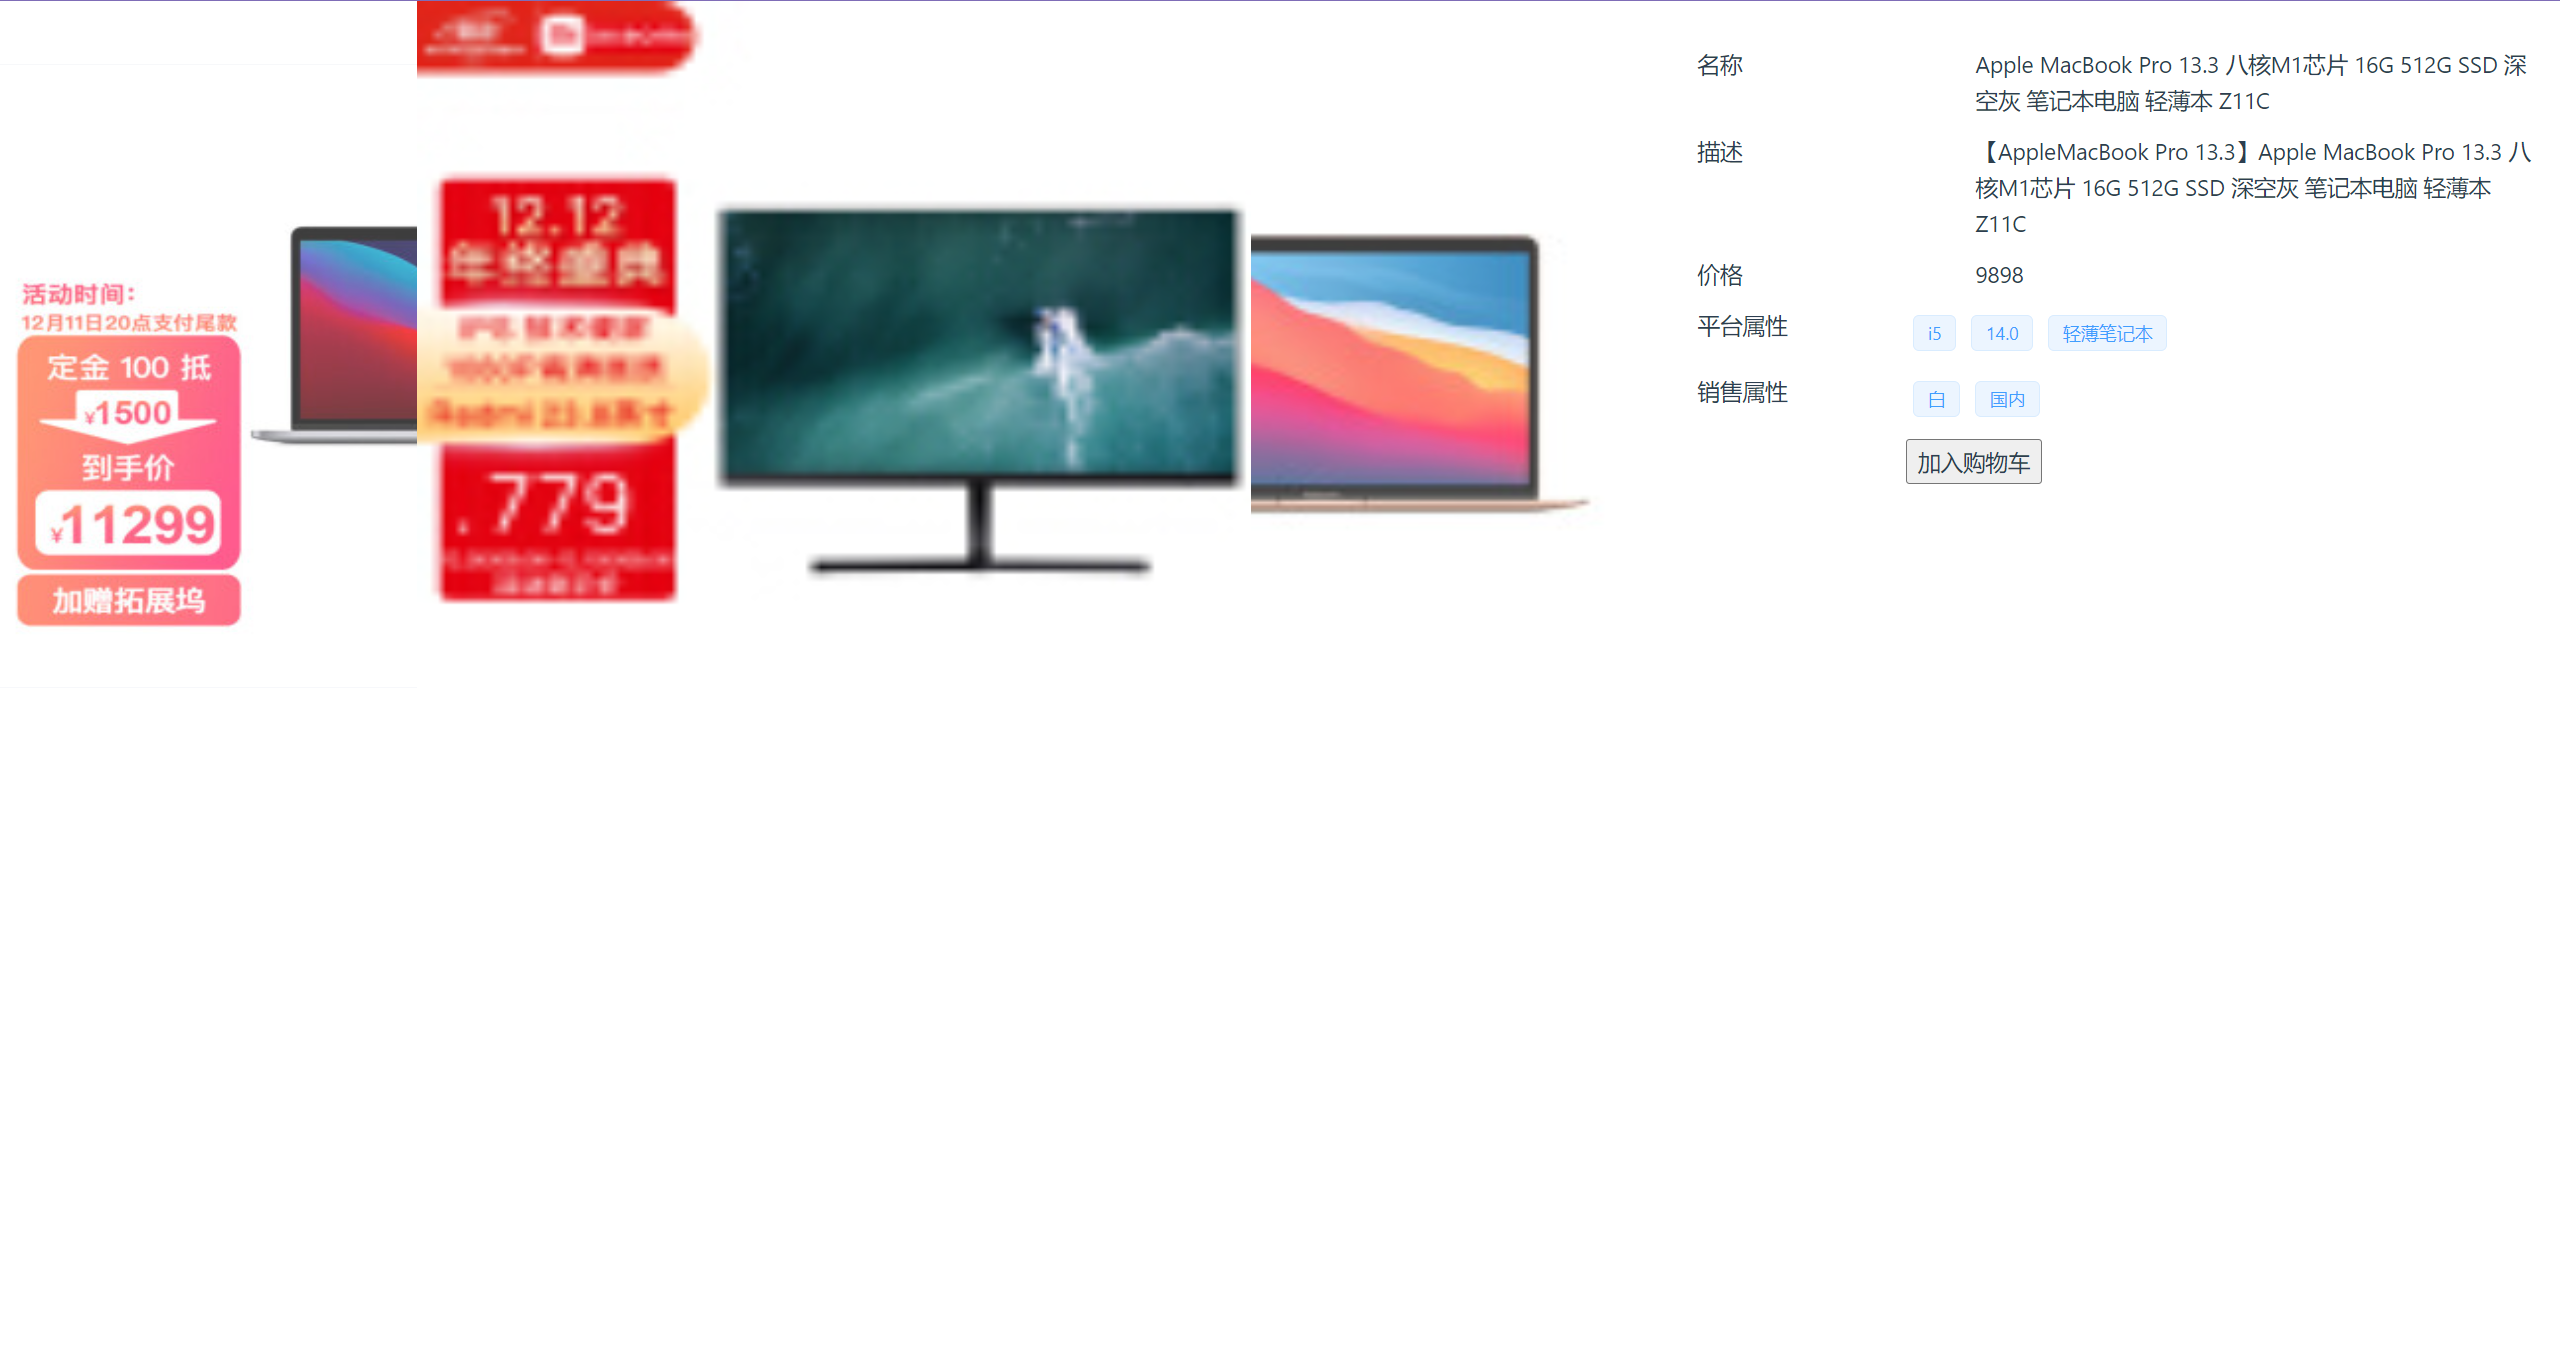 活动时间：
12月11日20点支付尾款
定金 100 抵
¥1500
到手价
¥11299
加赠拓展坞
12.12
年终盛典
Redmi 23.8英寸
.779
名称
Apple MacBook Pro 13.3 八核M1芯片 16G 512G SSD 深
空灰 笔记本电脑 轻薄本 Z11C
描述
【AppleMacBook Pro 13.3】Apple MacBook Pro 13.3 八
核M1芯片 16G 512G SSD 深空灰 笔记本电脑 轻薄本
Z11C
价格
9898
平台属性
i5 14.0 轻薄笔记本
销售属性
白 国内
加入购物车